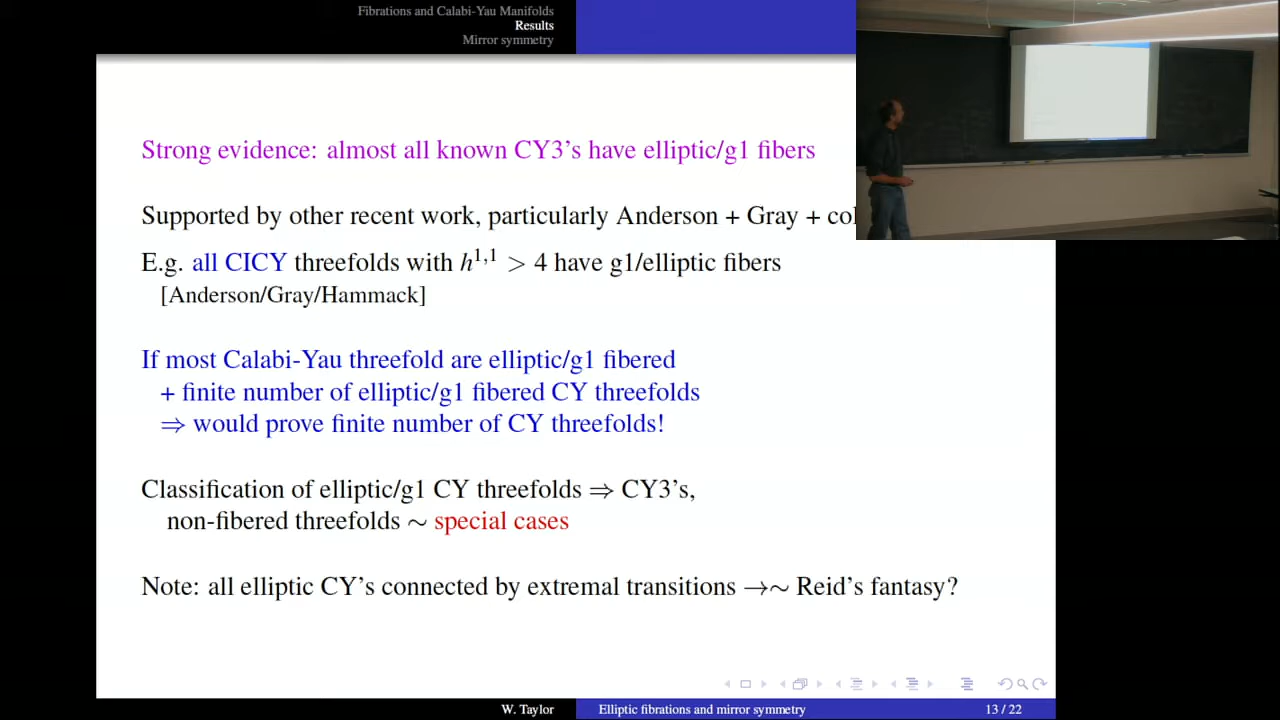 Fibrations and Calabi-Yau Manifolds
Results
Mirror symmetry
Strong evidence: almost all known CY3's have elliptic/g1 fibers
Supported by other recent work, particularly Anderson + Gray +
E.g. all CICY threefolds with h^{1,1} > 4 have g1/elliptic fibers
[Anderson/Gray/Hammack]
If most Calabi-Yau threefold are elliptic/g1 fibered
+ finite number of elliptic/g1 fibered CY threefolds
⇒ would prove finite number of CY threefolds!
Classification of elliptic/g1 CY threefolds ⇒ CY3's,
non-fibered threefolds ∼ special cases
Note: all elliptic CY's connected by extremal transitions →∼ Reid's fantasy?
W. Taylor
Elliptic fibrations and mirror symmetry
13 / 22